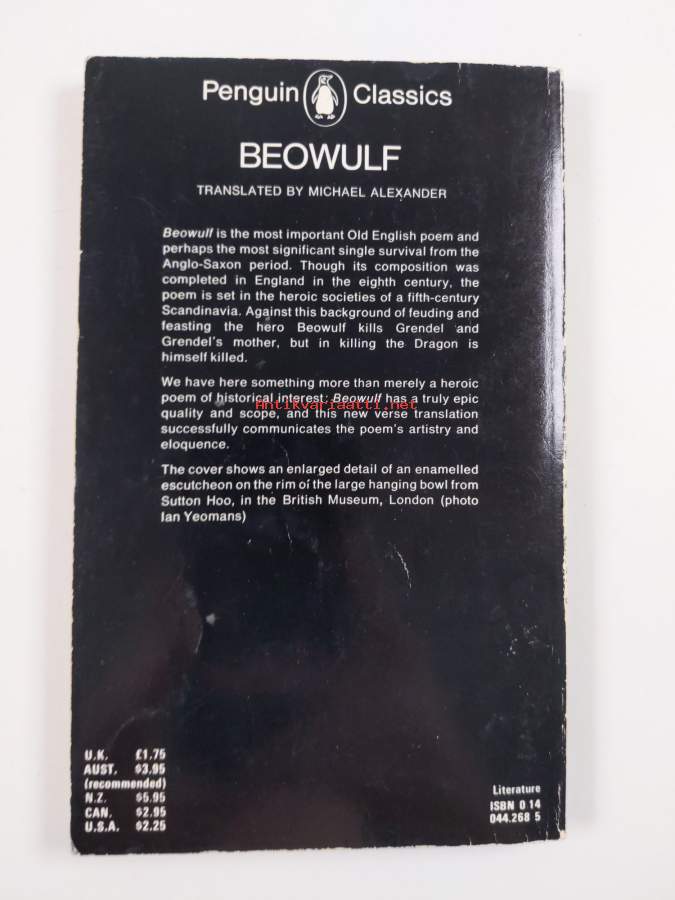 Penguin Classics
BEOWULF
TRANSLATED BY MICHAEL ALEXANDER
Beowulf is the most important Old English poem and
perhaps the most significant single survival from the
Anglo-Saxon period. Though its composition was
completed in England in the eighth century, the
poem is set in the heroic societies of a fifth-century
Scandinavia. Against this background of feuding and
feasting the hero Beowulf kills Grendel and
Grendel's mother, but in killing the Dragon is
himself killed.
We have here something more than merely a heroic
poem of historical interest: Beowulf has a truly epic
Antikvariaatti.net
quality and scope, and this new verse translation
successfully communicates the poem's artistry and
eloquence.
The cover shows an enlarged detail of an enamelled
escutcheon on the rim of the large hanging bowl from
Sutton Hoo, in the British Museum, London (photo
Ian Yeomans)
U.K. £1.75
AUST. $3.95
(recommended)
N.Z. $5.95
CAN. $2.95
U.S.A. $2.25
Literature
ISBN 0 14
044.268 5